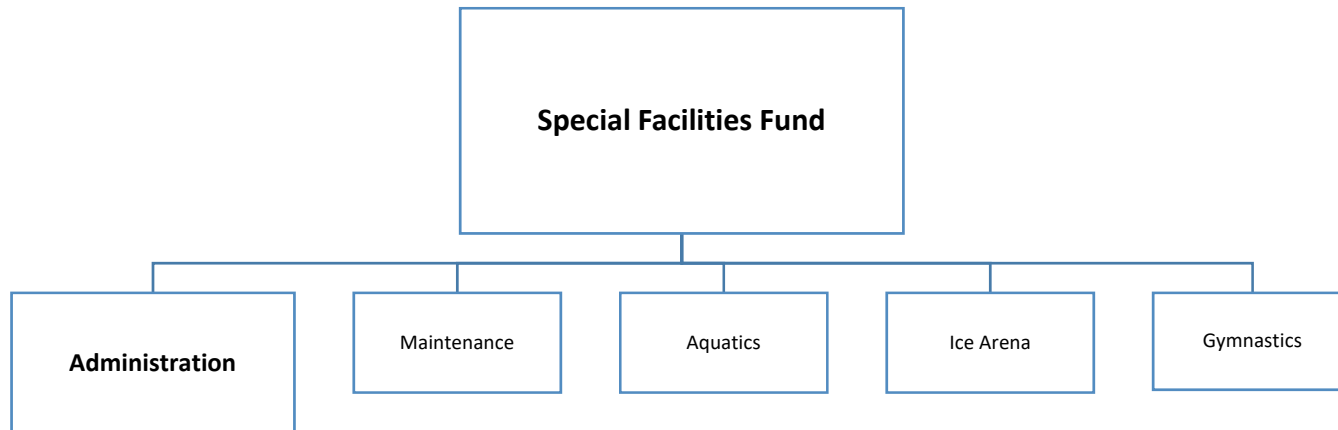 Special Facilities Fund
Administration
Maintenance
Aquatics
Ice Arena
Gymnastics